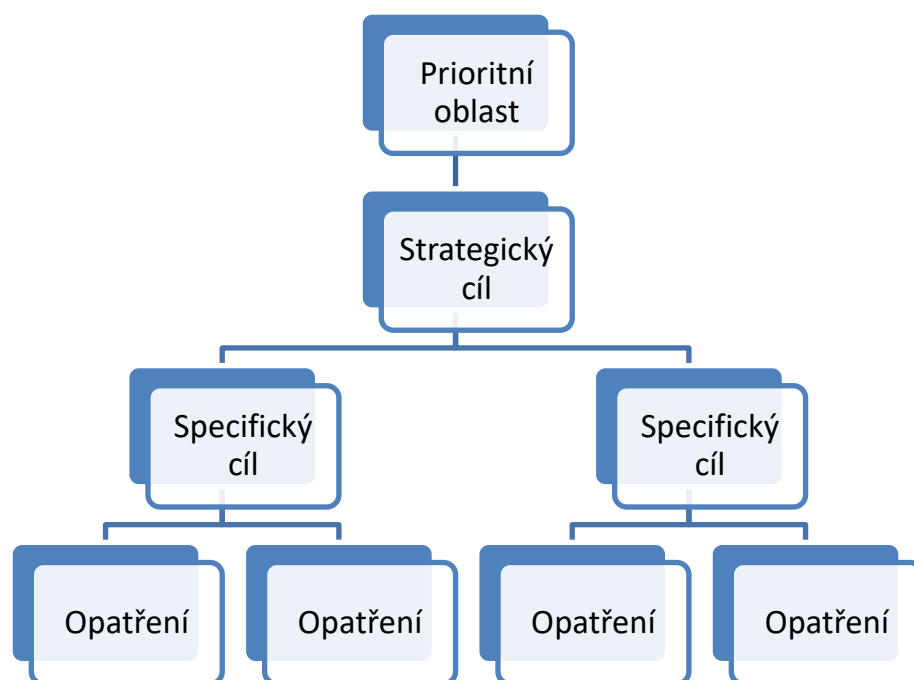 Prioritní
oblast
Strategický
cíl
Specifický
cíl
Specifický
cíl
Opatření
Opatření
Opatření
Opatření